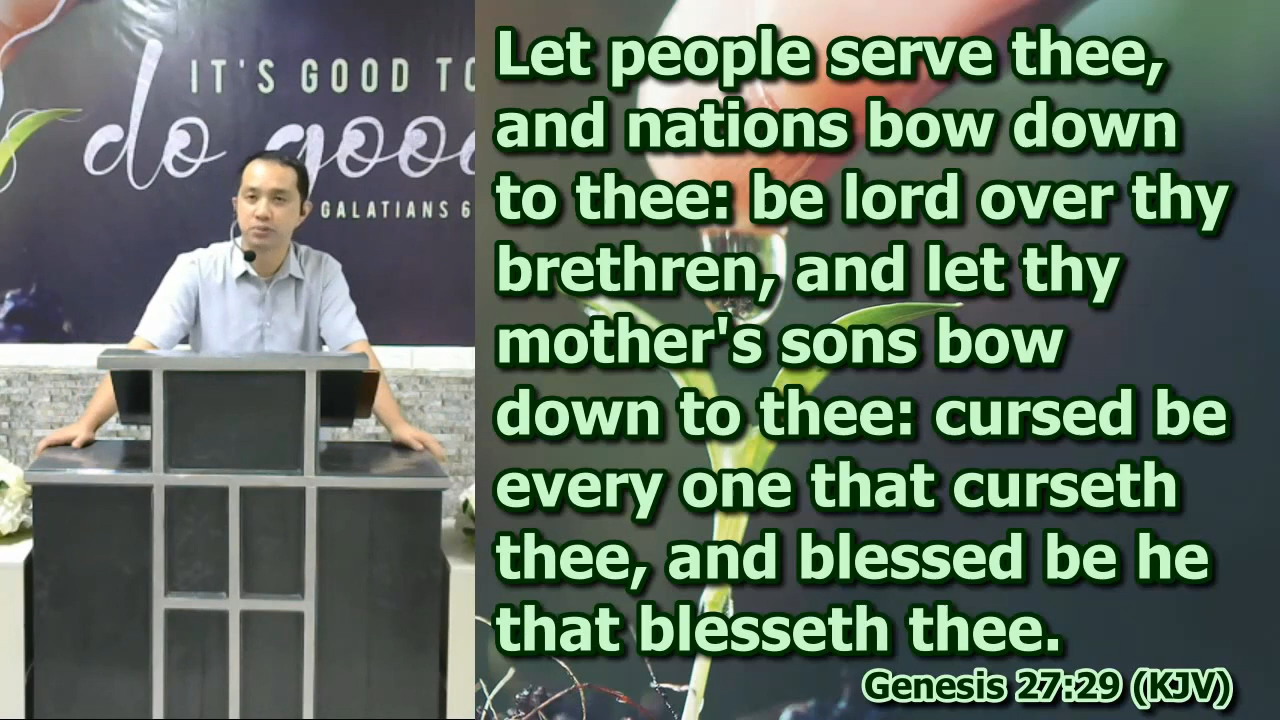 IT'S GOOD TO
do good
GALATIANS 6
Let people serve thee,
and nations bow down
to thee: be lord over thy
brethren, and let thy
mother's sons bow
down to thee: cursed be
every one that curseth
thee, and blessed be he
that blesseth thee.
Genesis 27:29 (KJV)